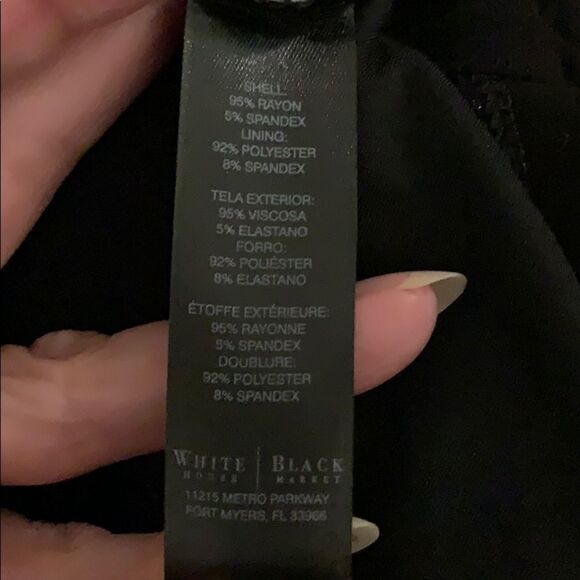 SHELL:
95% RAYON
5% SPANDEX
LINING:
92% POLYESTER
8% SPANDEX
TELA EXTERIOR:
95% VISCOSA
5% ELASTANO
FORRO:
92% POLIÉSTER
8% ELASTANO
ÉTOFFE EXTÉRIEURE:
95% RAYONNE
5% SPANDEX
DOUBLURE:
92% POLYESTER
8% SPANDEX
WHITE | BLACK
HOUSE | MARKET
11215 METRO PARKWAY
FORT MYERS, FL 33966